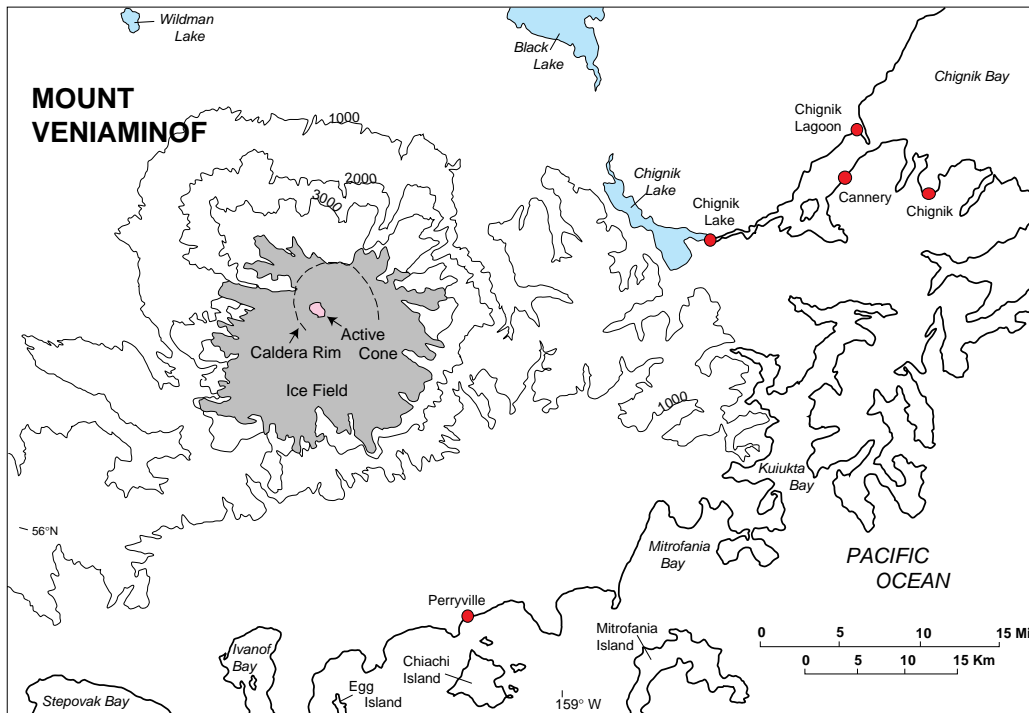 Wildman
Lake
Black
Lake
Chignik Bay
MOUNT
VENIAMINOF
1000
Chignik
Lagoon
2000
3000
Chignik
Lake
Chignik
Lake
Cannery
Chignik
Active
Cone
Caldera Rim
Ice Field
1000
Kuiukta
Bay
56°N
Mitrofania
Bay
PACIFIC
OCEAN
Perryville
Mitrofania
Island
0 5 10 15 Mi
0 5 10 15 Km
Ivanof
Bay
Chiachi
Island
Egg
Island
159° W
Stepovak Bay